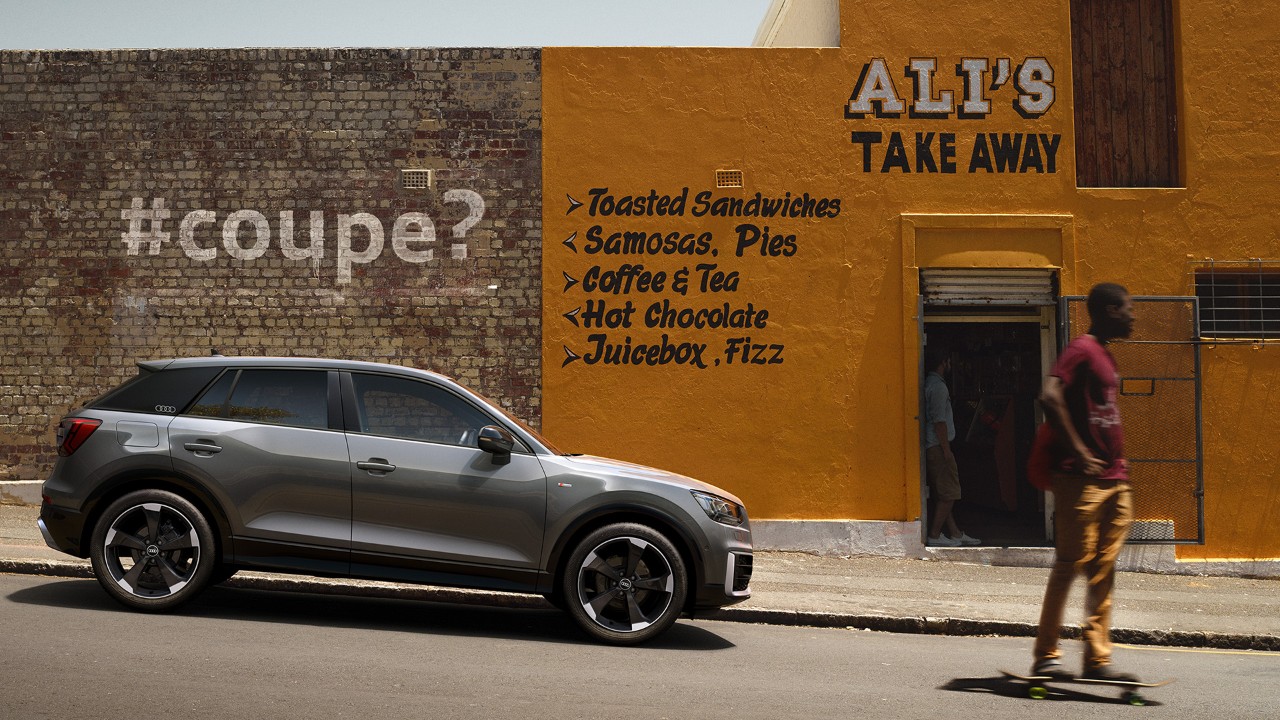 #coupe?
ALI'S
TAKE AWAY
Toasted Sandwiches
Samosas, Pies
Coffee & Tea
Hot Chocolate
Juicebox, Fizz